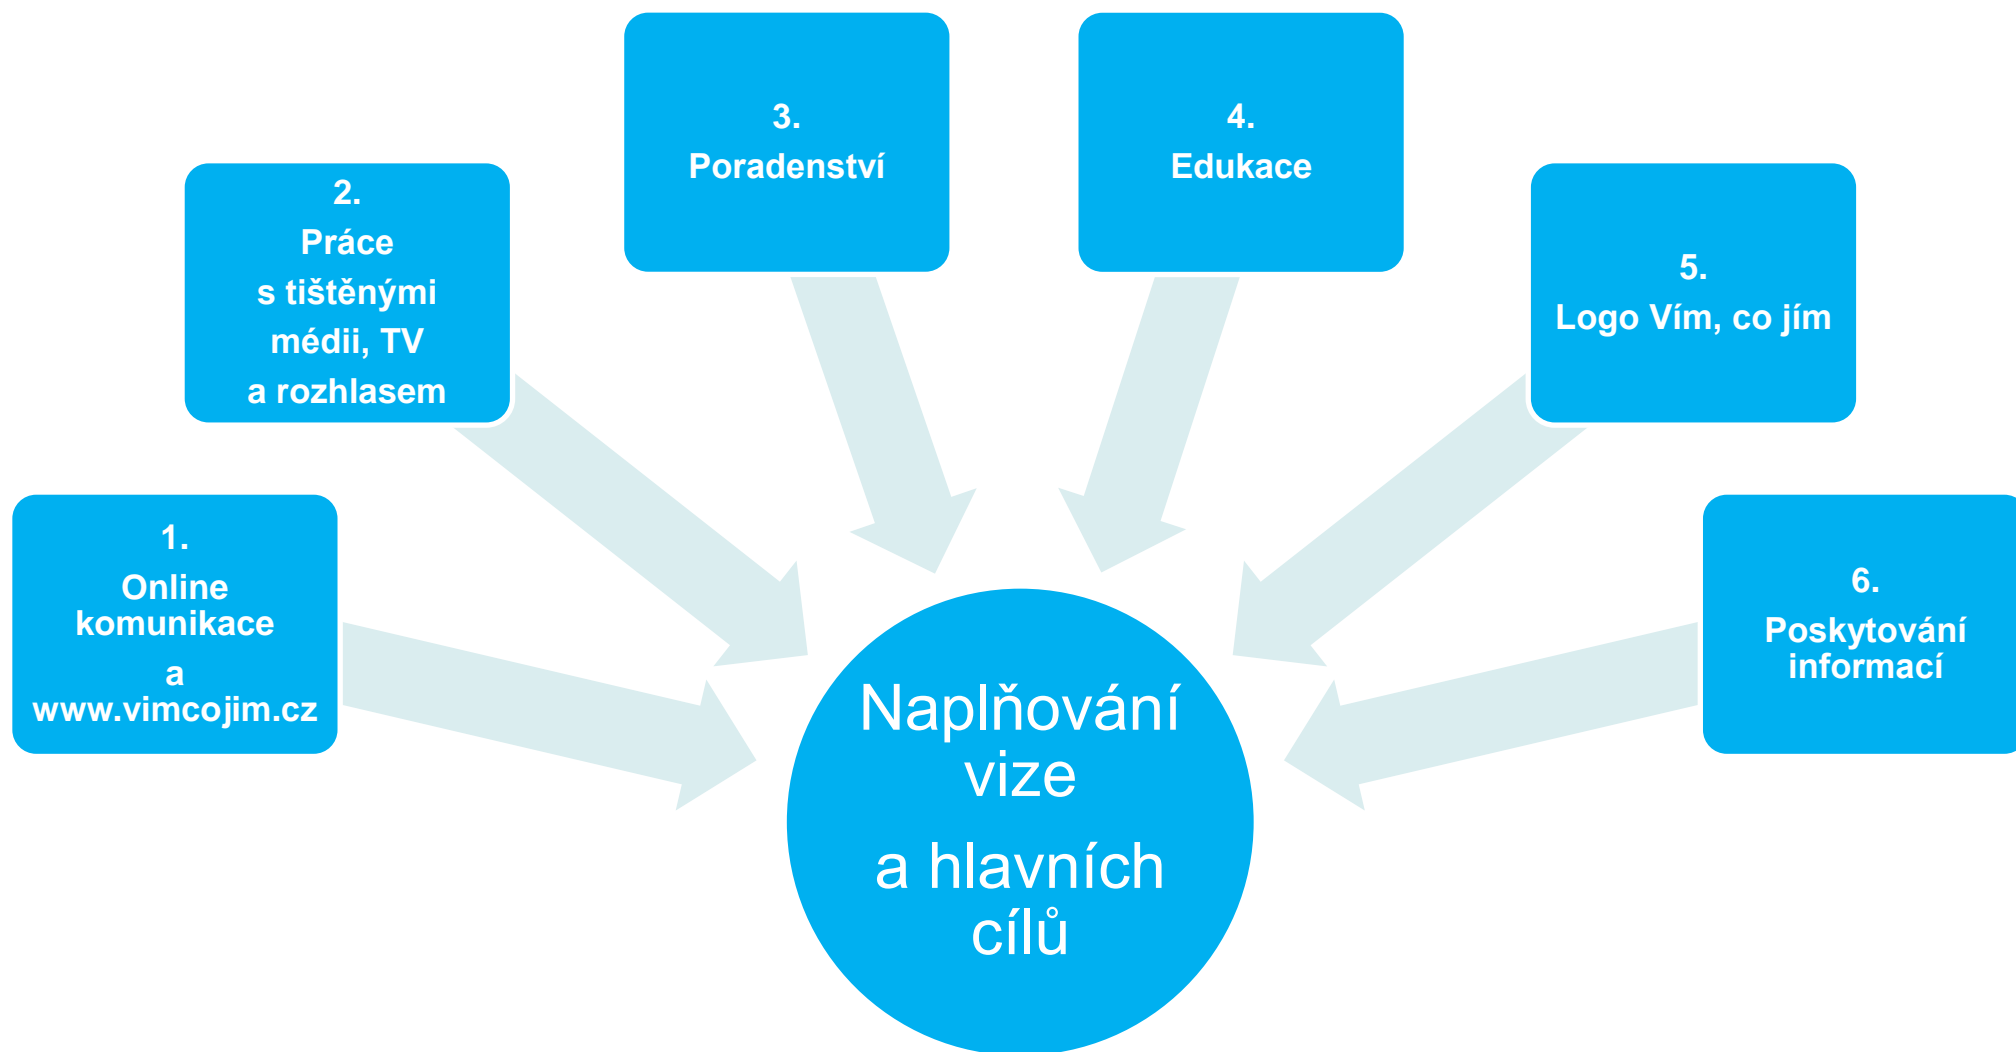 1.
Online
komunikace
a
www.vimcojim.cz
2.
Práce
s tištěnými
médii, TV
a rozhlasem
3.
Poradenství
4.
Edukace
5.
Logo Vím, co jím
6.
Poskytování
informací
Naplňování
vize
a hlavních
cílů